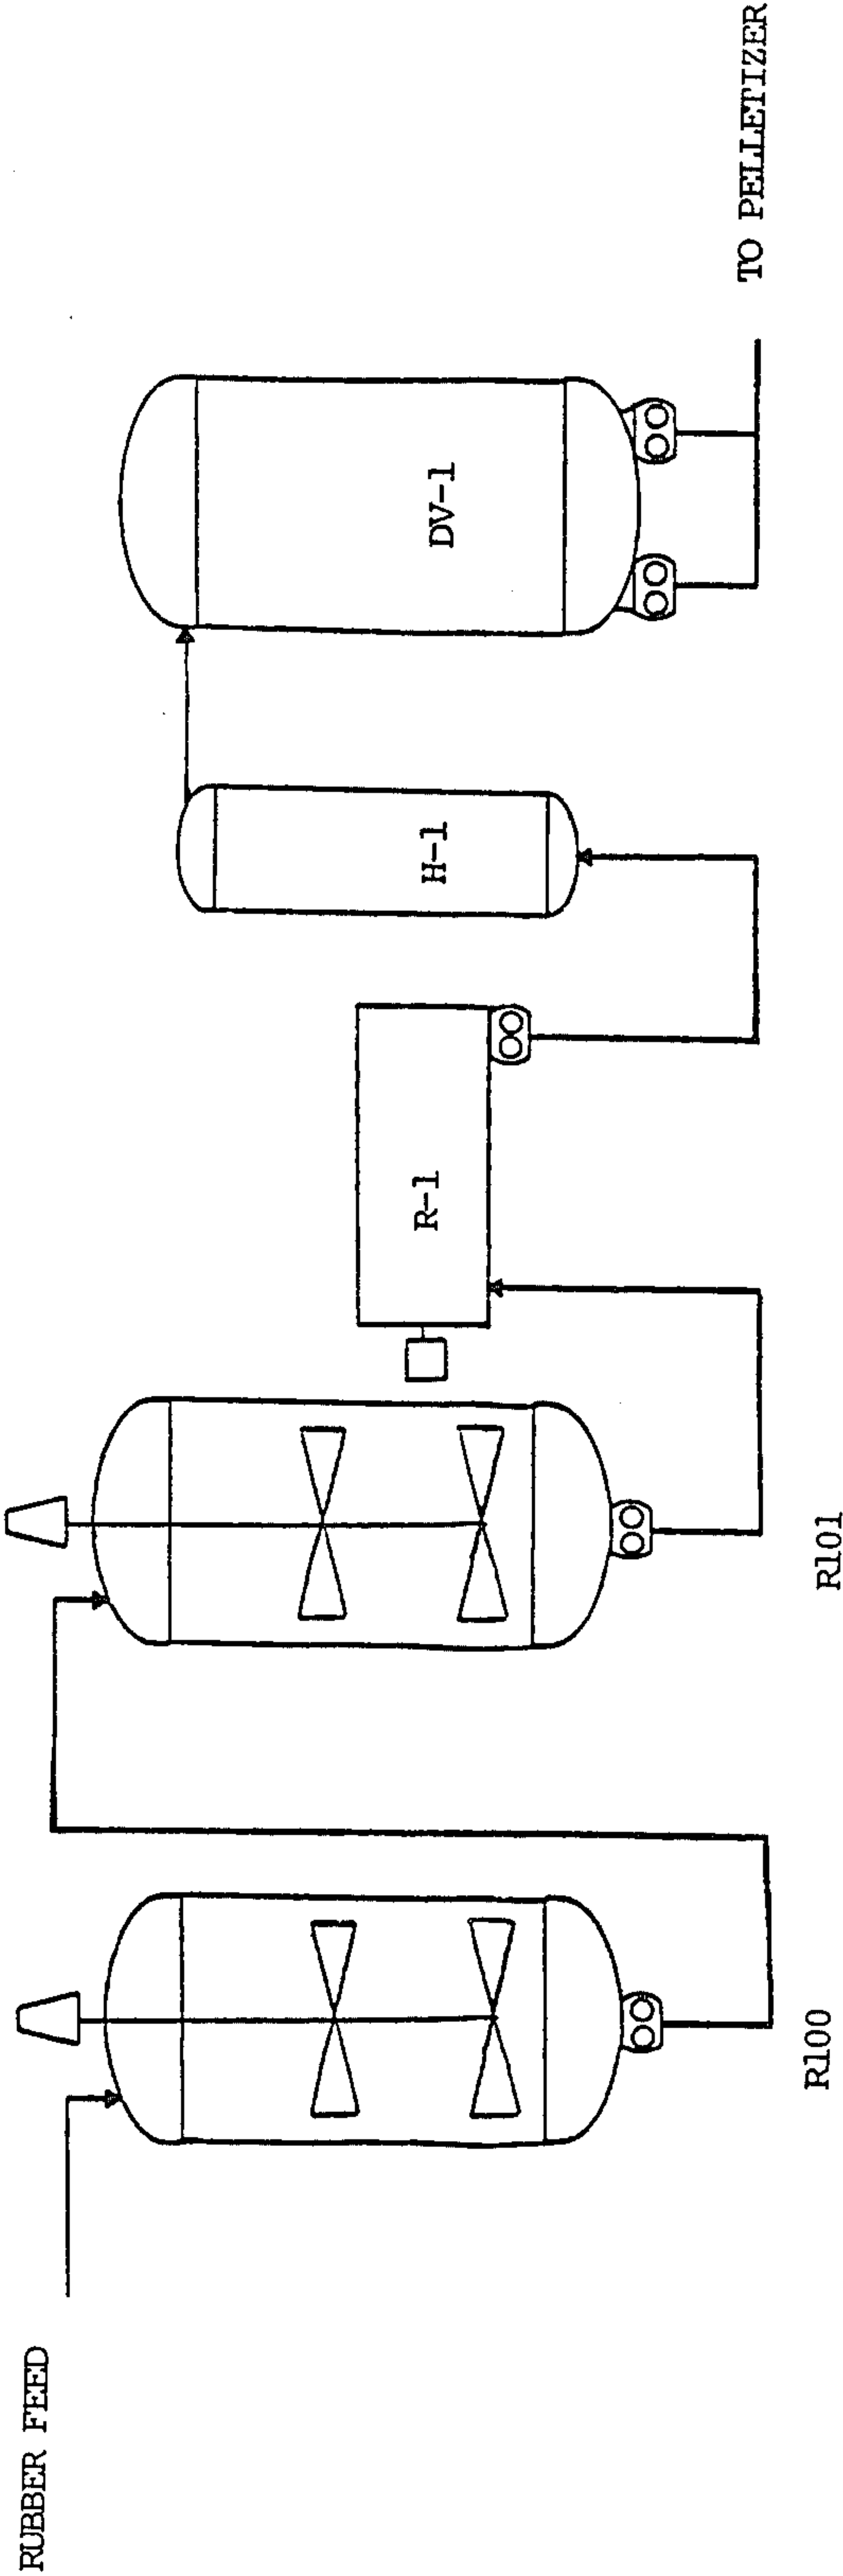 RUBBER FEED
R100
R101
R-1
H-1
DV-1
TO PELLETIZER